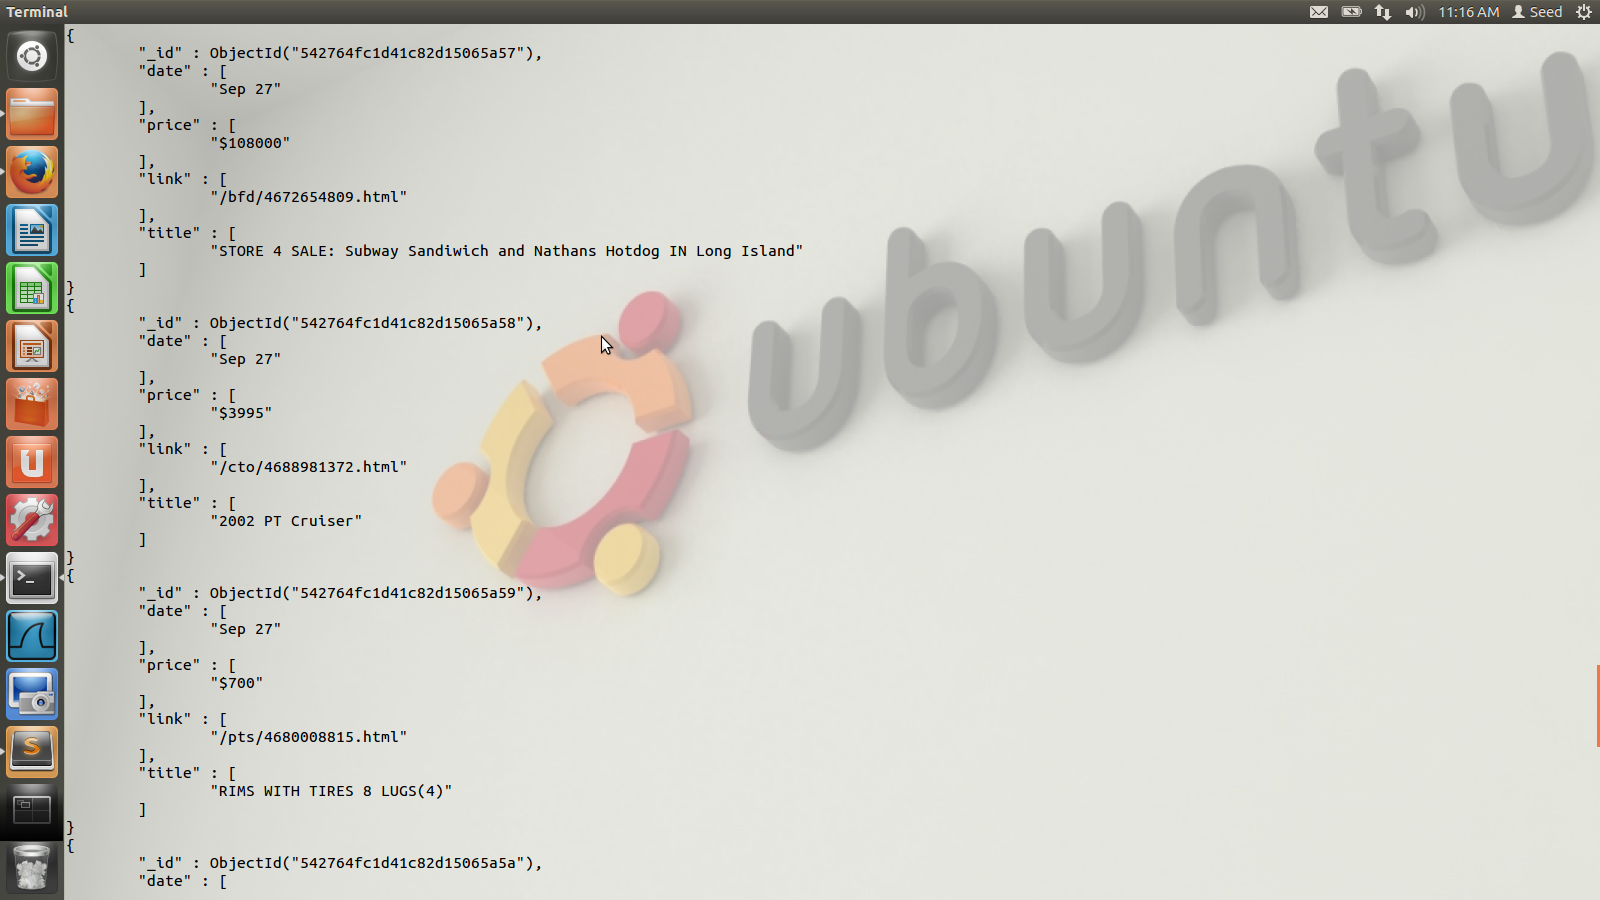 Terminal
11:16 AM Seed
{
"_id" : ObjectId("542764fc1d41c82d15065a57"),
"date" : [
"Sep 27"
],
"price" : [
"$108000"
],
"link" : [
"/bfd/4672654809.html"
],
"title" : [
"STORE 4 SALE: Subway Sandiwich and Nathans Hotdog IN Long Island"
]
}
{
"_id" : ObjectId("542764fc1d41c82d15065a58"),
"date" : [
"Sep 27"
],
"price" : [
"$3995"
],
"link" : [
"/cto/4688981372.html"
],
"title" : [
"2002 PT Cruiser"
]
}
{
"_id" : ObjectId("542764fc1d41c82d15065a59"),
"date" : [
"Sep 27"
],
"price" : [
"$700"
],
"link" : [
"/pts/4680008815.html"
],
"title" : [
"RIMS WITH TIRES 8 LUGS(4)"
]
}
{
"_id" : ObjectId("542764fc1d41c82d15065a5a"),
"date" : [
ubuntu